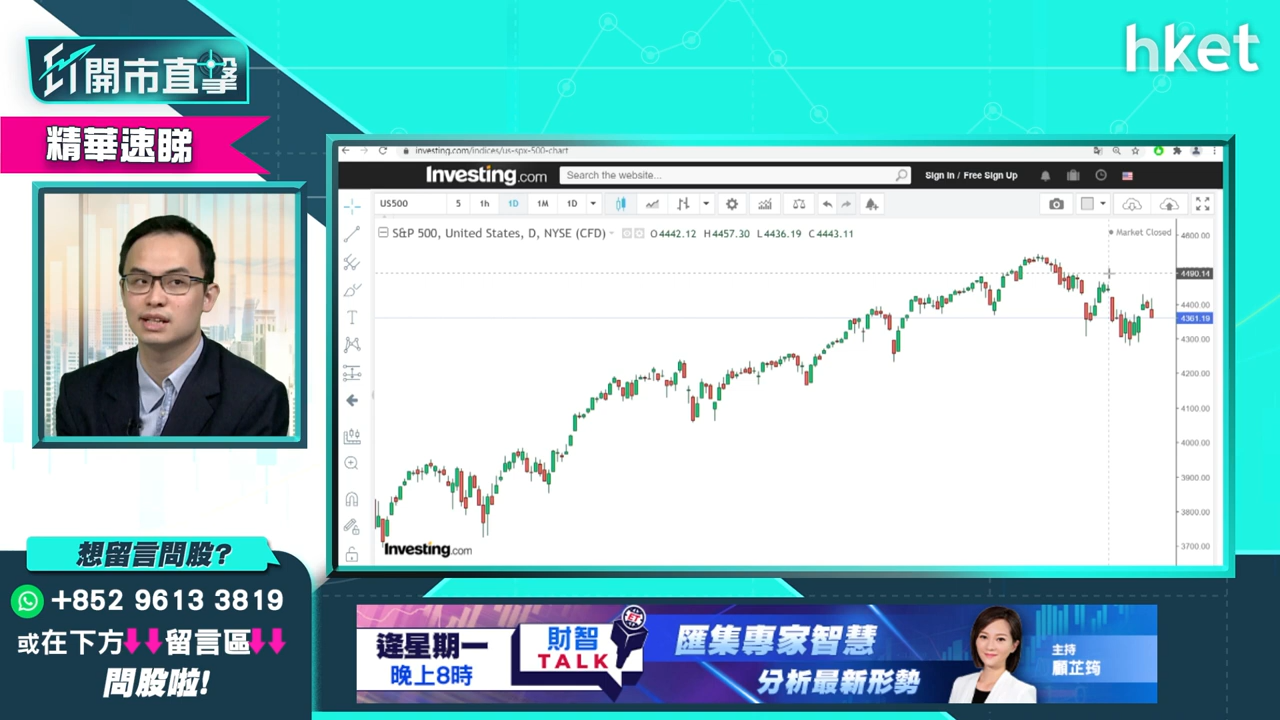 hket
ET開市直擊
精華速睇
investing.com/indices/us-spx-500-chart
Investing.com
Search the website...
Sign In / Free Sign Up
US500
5
1h
1D
1M
1D
S&P 500, United States, D, NYSE (CFD)
O4442.12 H4457.30 L4436.19 C4443.11
Market Closed
4600.00
4490.14
4400.00
4361.19
4300.00
4200.00
4100.00
4000.00
3900.00
3800.00
3700.00
Investing.com
想留言問股?
+852 9613 3819
或在下方⬇⬇留言區⬇⬇
問股啦!
逢星期一
晚上8時
財智
TALK
ET
匯集專家智慧
分析最新形勢
主持
顧芷筠